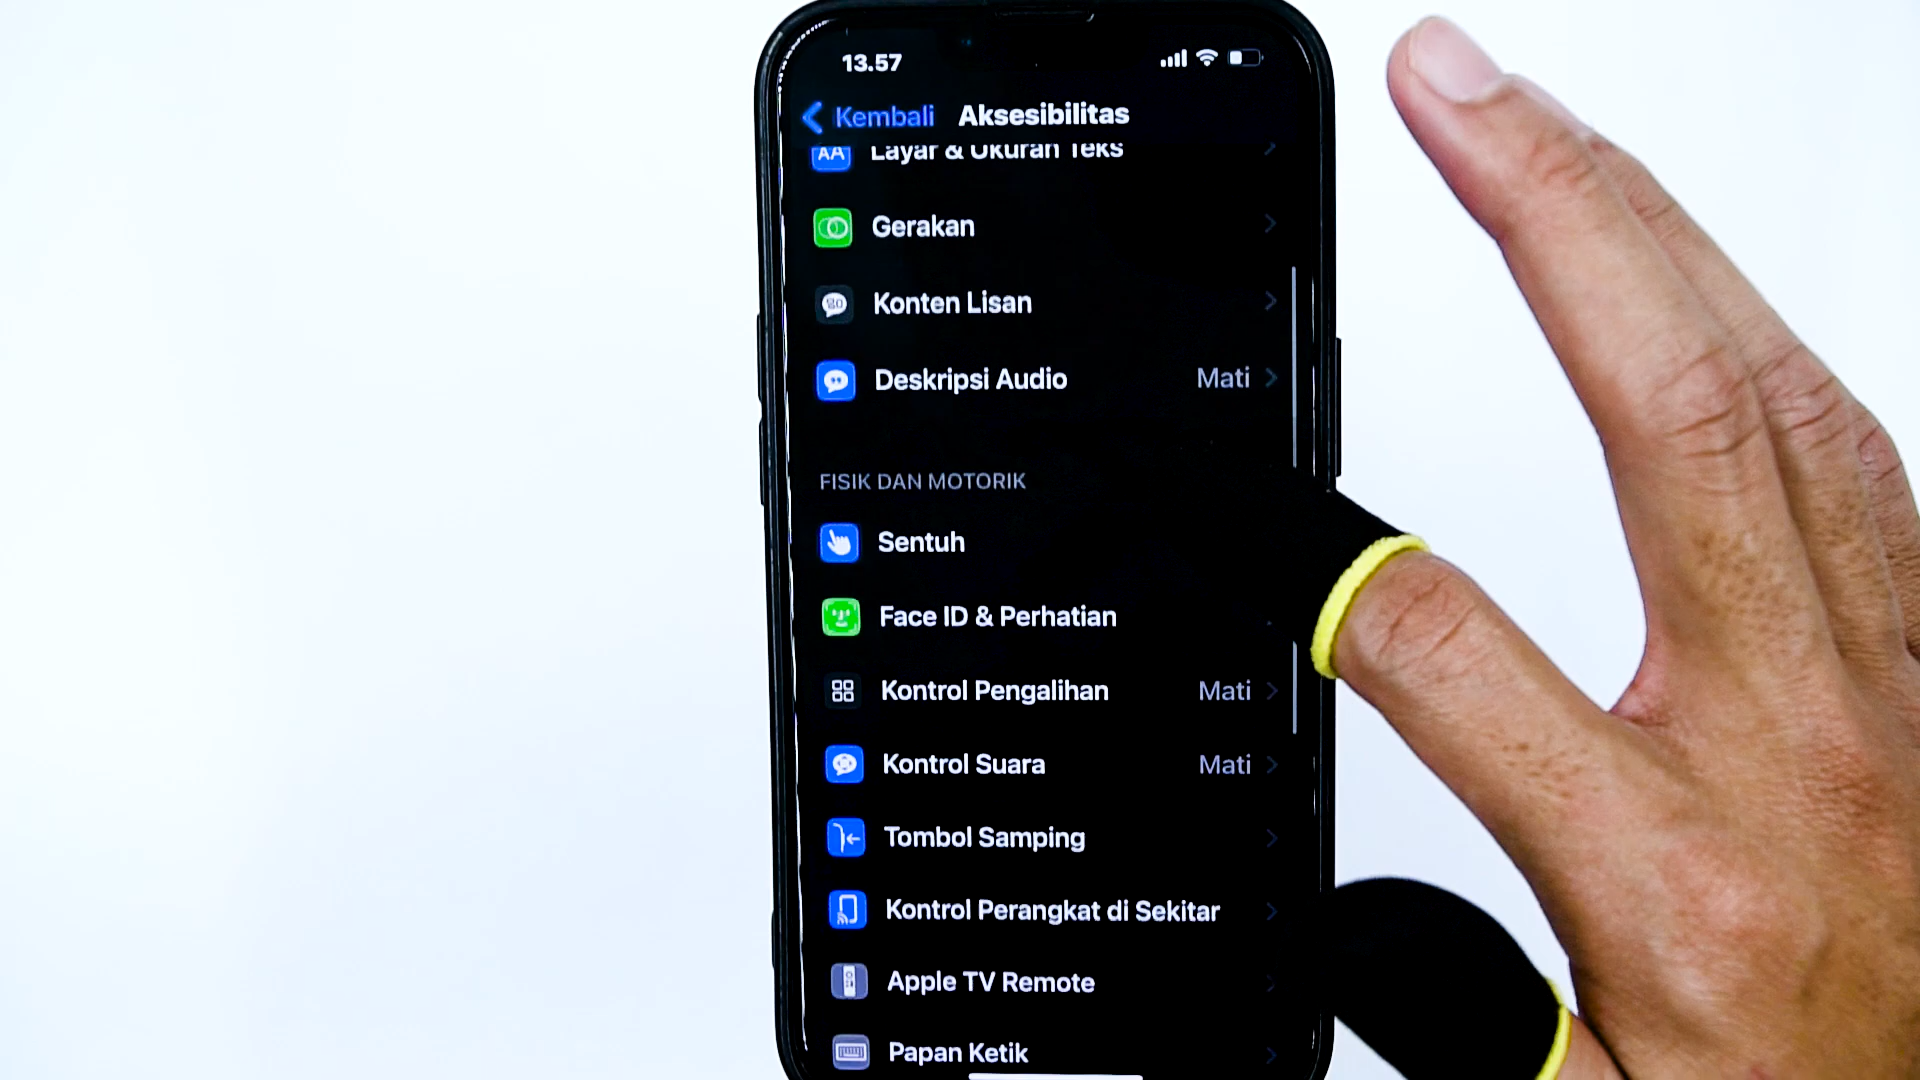 13.57
Kembali Aksesibilitas
AA Layar & Ukuran Teks
Gerakan
Konten Lisan
Deskripsi Audio Mati
FISIK DAN MOTORIK
Sentuh
Face ID & Perhatian
Kontrol Pengalihan Mati
Kontrol Suara Mati
Tombol Samping
Kontrol Perangkat di Sekitar
Apple TV Remote
Papan Ketik